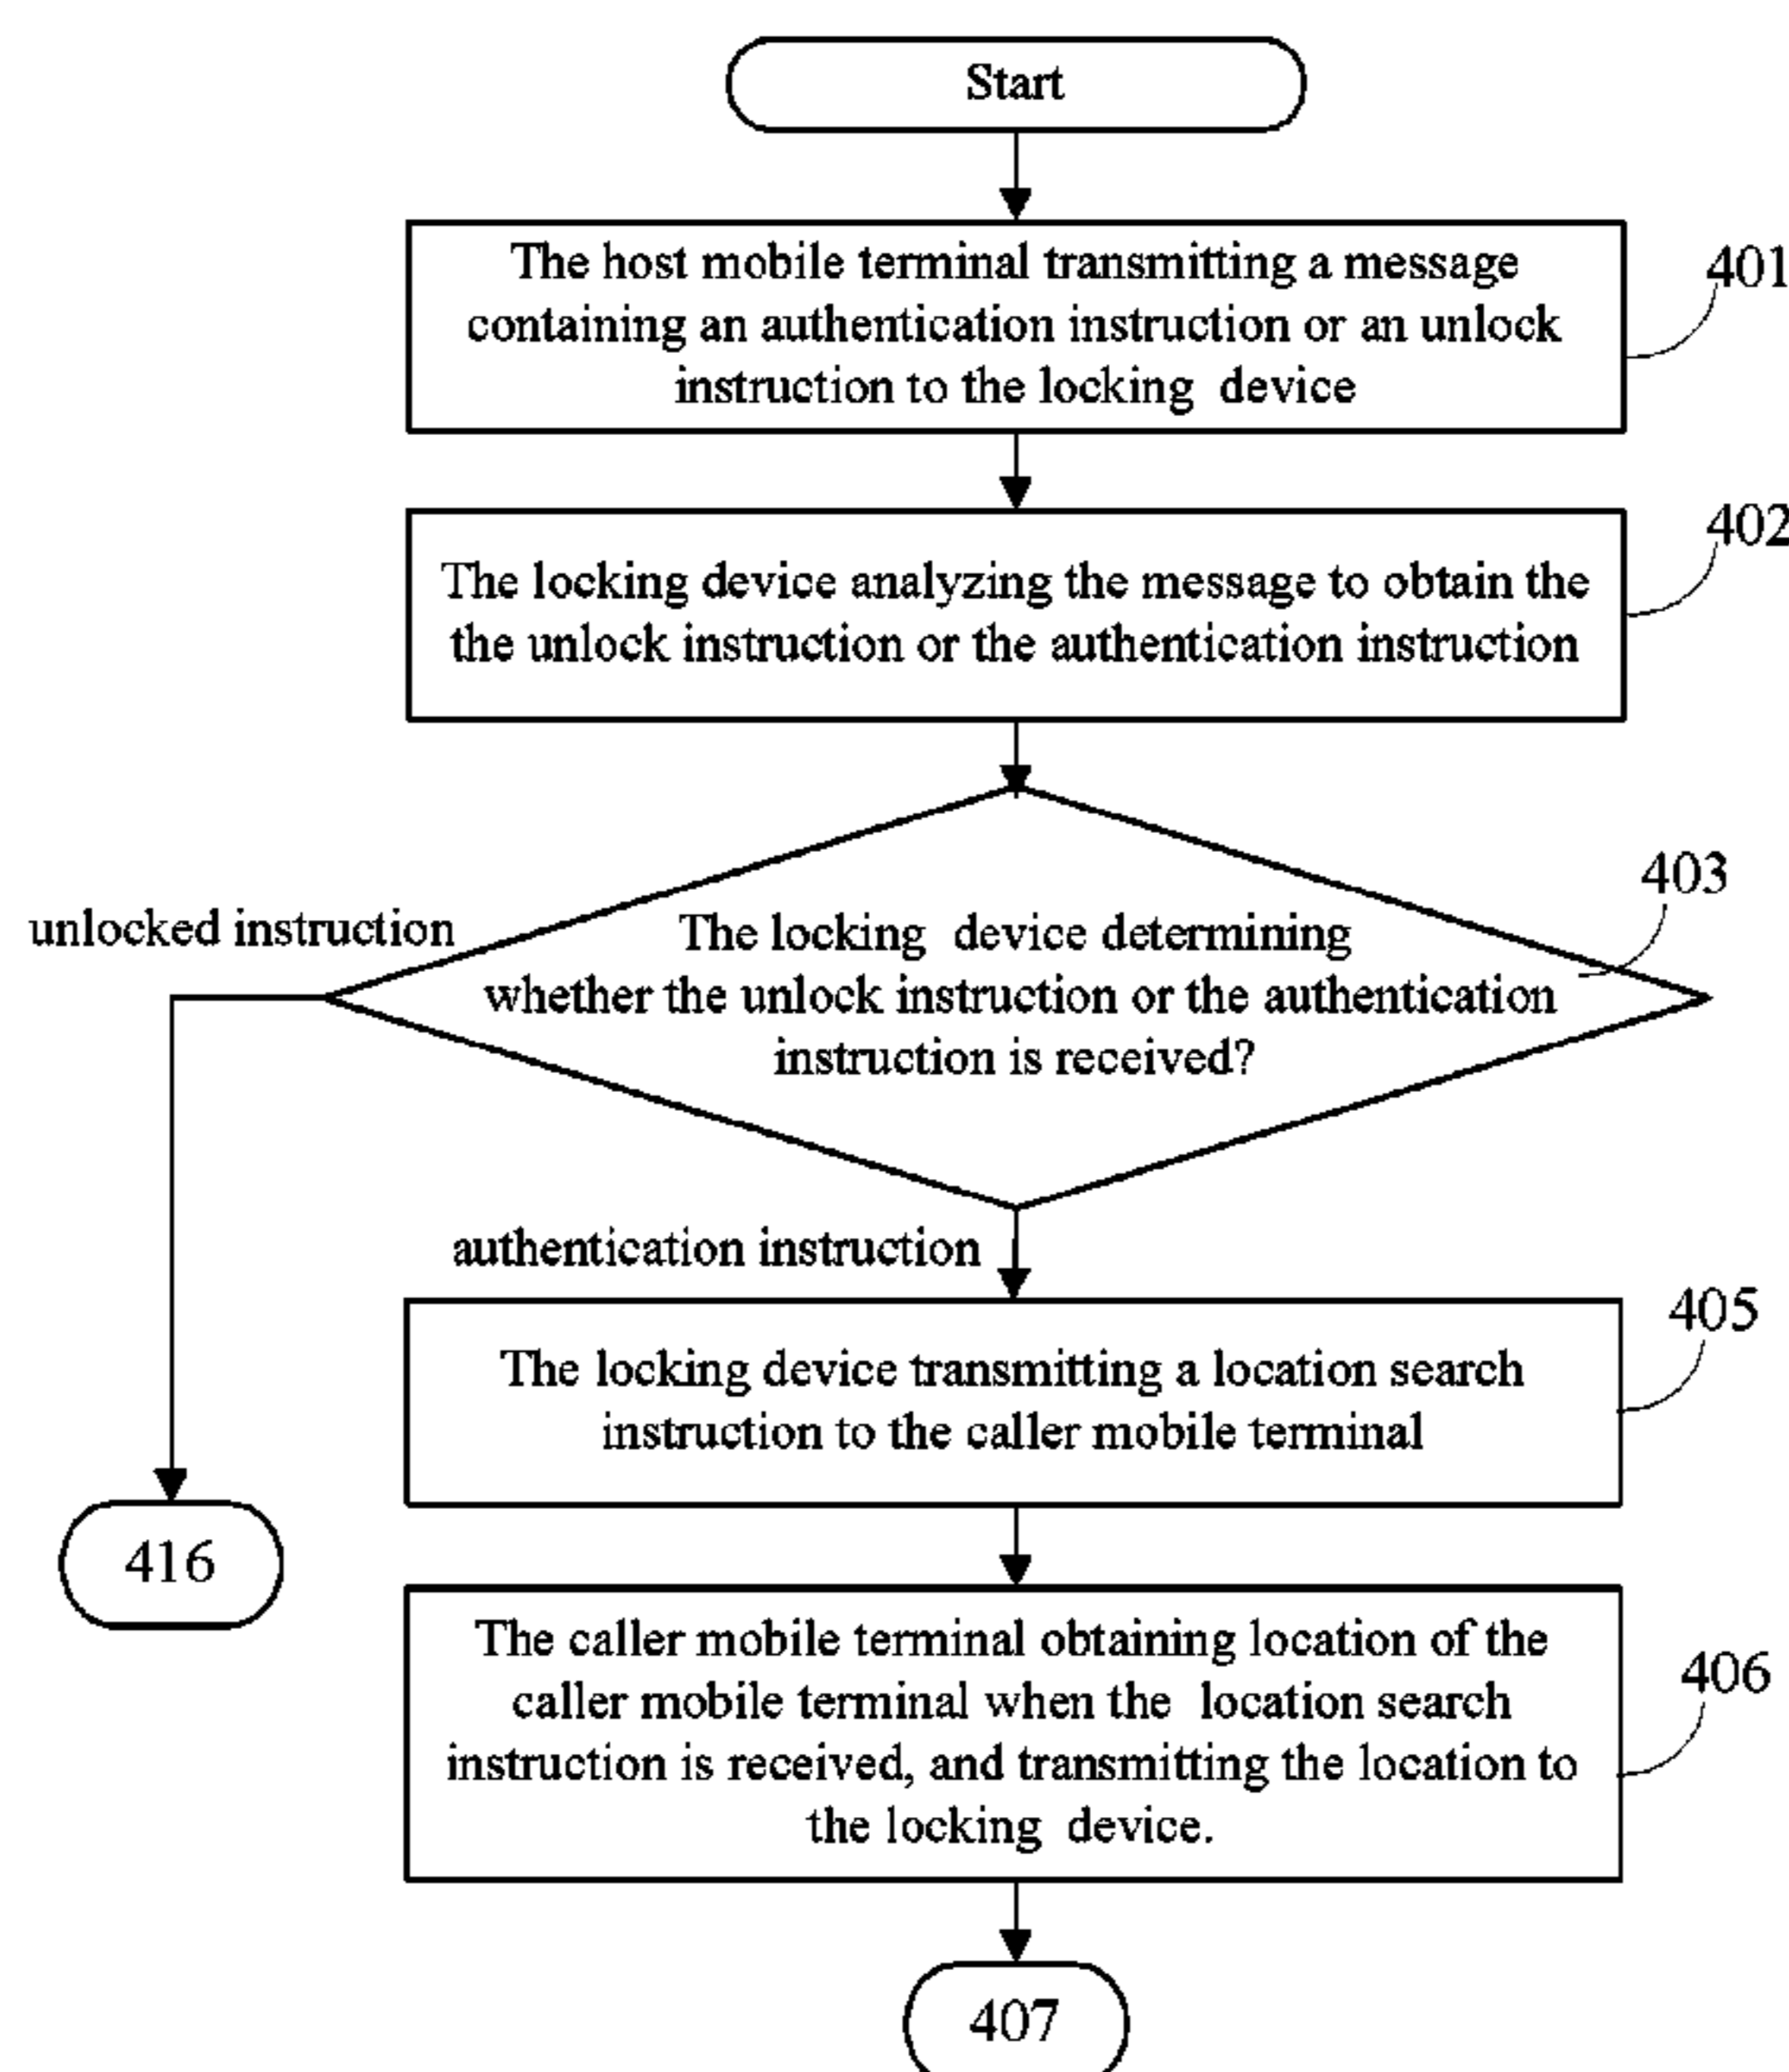 Start
The host mobile terminal transmitting a message
containing an authentication instruction or an unlock
instruction to the locking device
401
The locking device analyzing the message to obtain the
the unlock instruction or the authentication instruction
402
403
unlocked instruction
The locking device determining
whether the unlock instruction or the authentication
instruction is received?
authentication instruction
The locking device transmitting a location search
instruction to the caller mobile terminal
405
416
The caller mobile terminal obtaining location of the
caller mobile terminal when the location search
instruction is received, and transmitting the location to
the locking device.
406
407